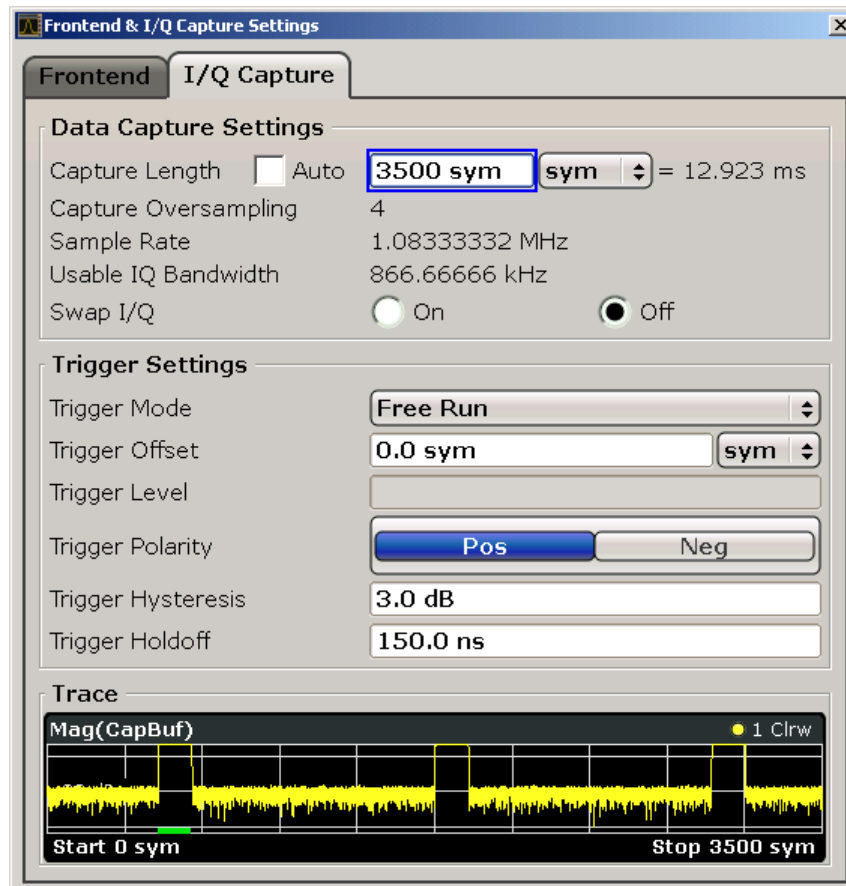 Frontend & I/Q Capture Settings
Frontend I/Q Capture
Data Capture Settings
Capture Length Auto 3500 sym sym = 12.923 ms
Capture Oversampling 4
Sample Rate 1.08333332 MHz
Usable IQ Bandwidth 866.66666 kHz
Swap I/Q On Off
Trigger Settings
Trigger Mode Free Run
Trigger Offset 0.0 sym sym
Trigger Level
Trigger Polarity Pos Neg
Trigger Hysteresis 3.0 dB
Trigger Holdoff 150.0 ns
Trace
Mag(CapBuf) 1 Clrw
Start 0 sym Stop 3500 sym